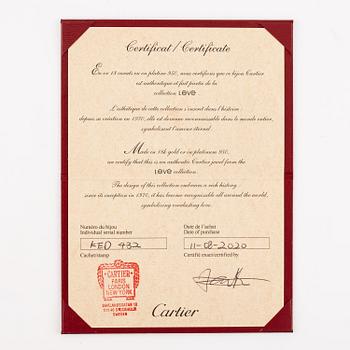 Certificat / Certificate
En or 18 carats ou en platine 950, nous certifions que ce bijou Cartier
est authentique et fait partie de la
collection LOVE
L'esthétique de cette collection s'inscrit dans l'histoire :
depuis sa création en 1970, elle est devenue reconnaissable dans le monde entier,
symbolisant l'amour éternel.
Made in 18k gold or in platinum 950,
we certify that this is an authentic Cartier jewel from the
LOVE collection.
The design of this collection embraces a rich history
since its inception in 1970, it has become recognisable all around the world,
symbolising everlasting love.
Numéro du bijou
Individual serial number
KED 432
Date de l'achat
Date of purchase
11-08-2020
Cachet/stamp
CARTIER
PARIS
LONDON
NEW YORK
SWEDEN
Certifié exact/certified by
Cartier